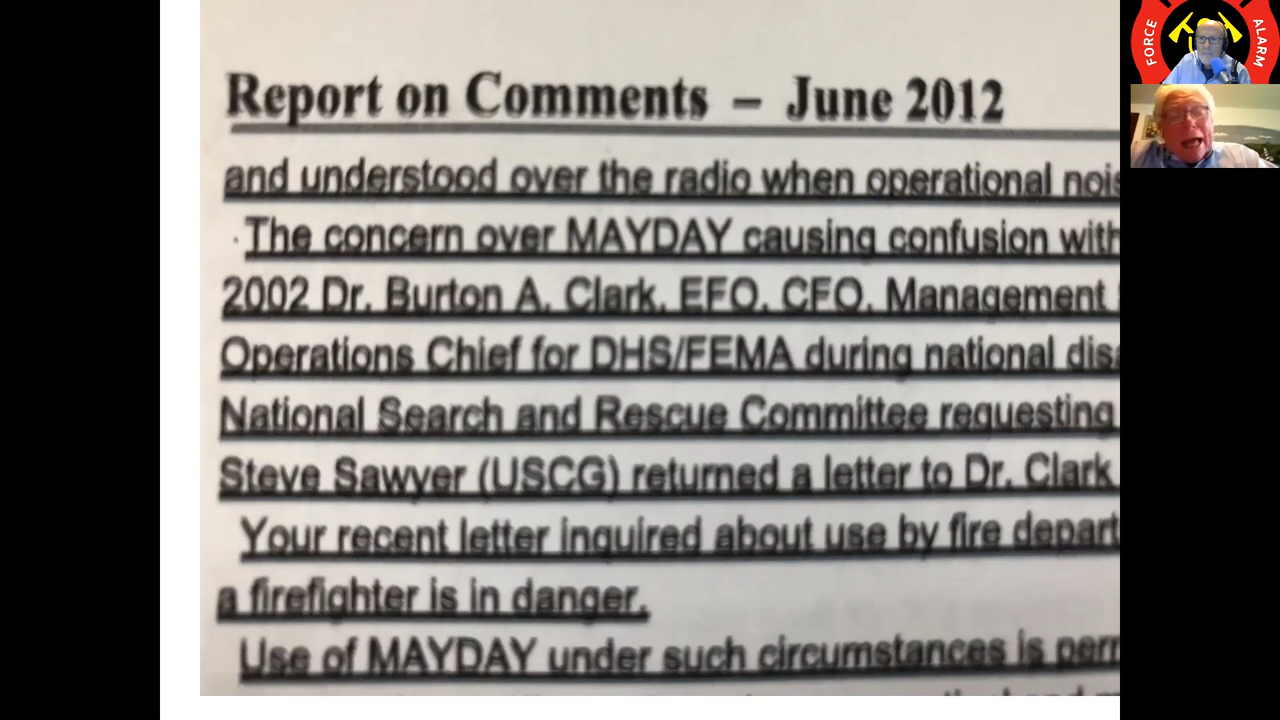 Report on Comments – June 2012
and understood over the radio when operational
The concern over MAYDAY causing confusion with
2002 Dr. Burton A. Clark, EFO, CFO, Management
Operations Chief for DHS/FEMA during national
National Search and Rescue Committee requesting
Steve Sawyer (USCG) returned a letter to Dr. Clark
Your recent letter inquired about use by fire
a firefighter is in danger.
Use of MAYDAY under such circumstances is
FORCE
ALARM